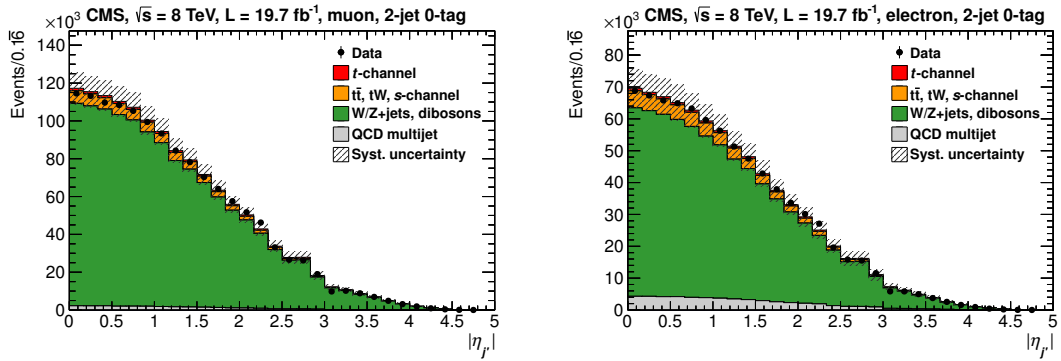 ×10³ CMS, √s = 8 TeV, L = 19.7 fb⁻¹, muon, 2-jet 0-tag
Events/0.16̅
140
120
100
80
60
40
20
0
Data
t-channel
tt̄, tW, s-channel
W/Z+jets, dibosons
QCD multijet
Syst. uncertainty
0 0.5 1 1.5 2 2.5 3 3.5 4 4.5 5
|ηj'|
×10³ CMS, √s = 8 TeV, L = 19.7 fb⁻¹, electron, 2-jet 0-tag
Events/0.16̅
80
70
60
50
40
30
20
10
0
Data
t-channel
tt̄, tW, s-channel
W/Z+jets, dibosons
QCD multijet
Syst. uncertainty
0 0.5 1 1.5 2 2.5 3 3.5 4 4.5 5
|ηj'|